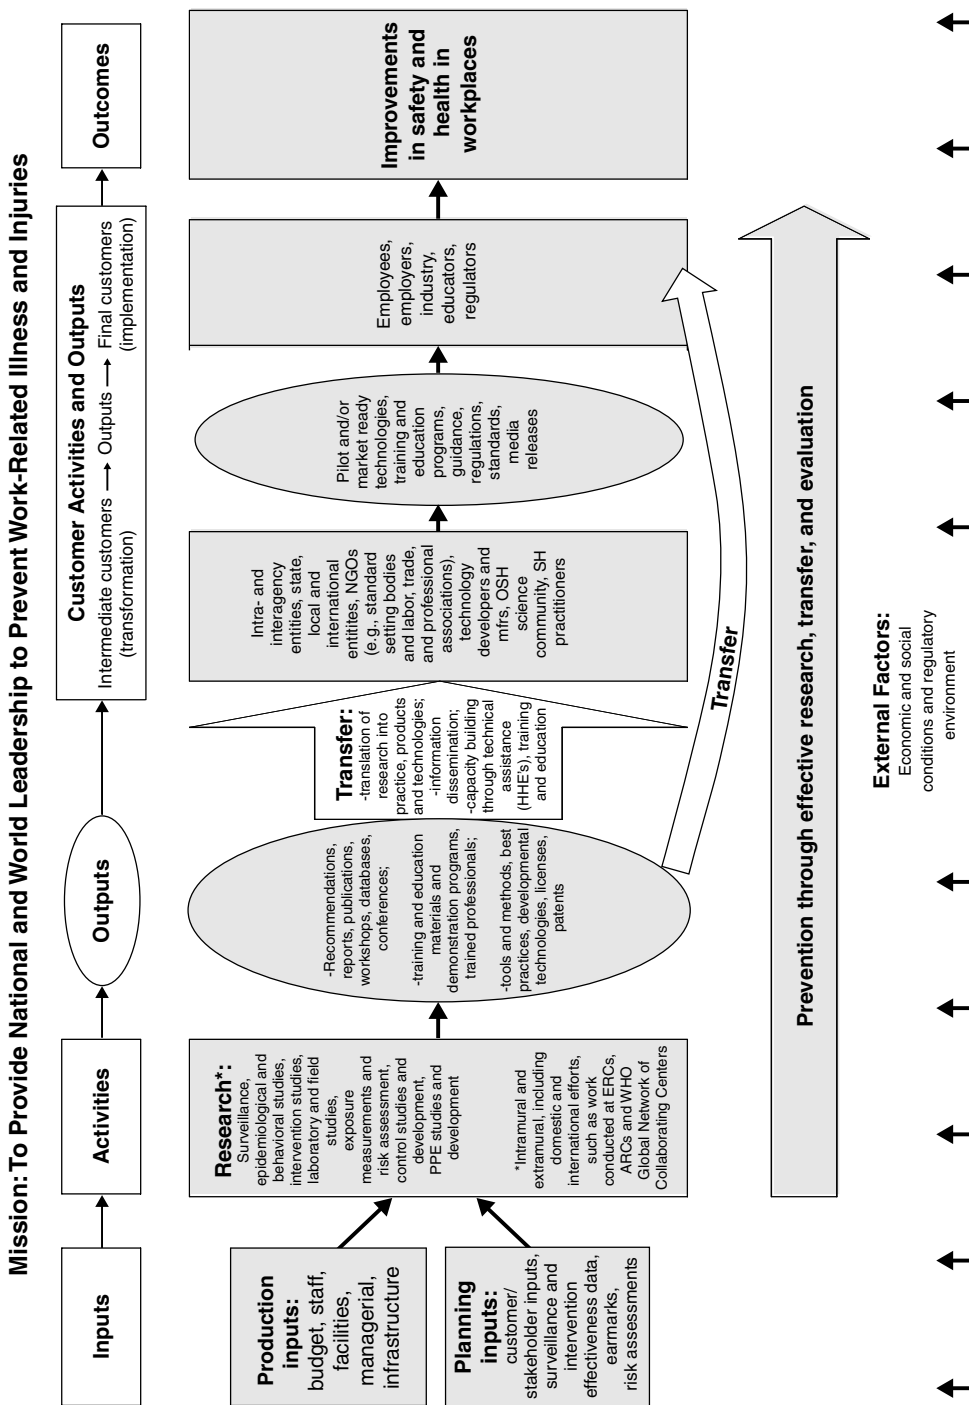 Mission: To Provide National and World Leadership to Prevent Work-Related Illness and Injuries
Inputs
Activities
Outputs
Customer Activities and Outputs
Intermediate customers
(transformation)
Outputs
Final customers
(implementation)
Outcomes
Production
inputs:
budget, staff,
facilities,
managerial,
infrastructure
Planning
inputs:
customer/
stakeholder inputs,
surveillance and
intervention
effectiveness data,
earmarks,
risk assessments
Research*:
Surveillance,
epidemiological and
behavioral studies,
intervention studies,
laboratory and field
studies,
exposure
measurements and
risk assessment,
control studies and
development,
PPE studies and
development
*Intramural and
extramural, including
domestic and
international efforts,
such as work
conducted at ERCs,
ARCs and WHO
Global Network of
Collaborating Centers
-Recommendations,
reports, publications,
workshops, databases,
conferences;
-training and education
materials and
demonstration programs,
trained professionals;
-tools and methods, best
practices, developmental
technologies, licenses,
patents
Transfer:
-translation of
research into
practice, products
and technologies;
-information
dissemination;
-capacity building
through technical
assistance
(HHE's), training
and education
Intra- and
interagency
entities, state,
local and
international
entitites, NGOs
(e.g., standard
setting bodies
and labor, trade,
and professional
associations),
technology
developers and
mfrs, OSH
science
community, SH
practitioners
Pilot and/or
market ready
technologies,
training and
education
programs,
guidance,
regulations,
standards,
media
releases
Employees,
employers,
industry,
educators,
regulators
Improvements
in safety and
health in
workplaces
Transfer
Prevention through effective research, transfer, and evaluation
External Factors:
Economic and social
conditions and regulatory
environment